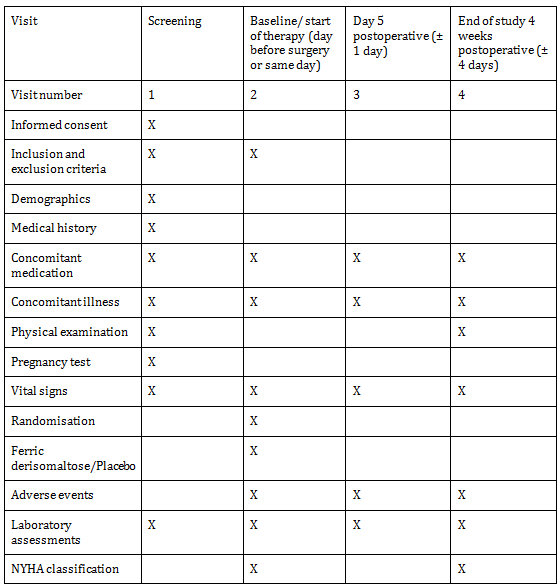 Visit Screening Baseline/ start Day 5 End of study 4
of therapy (day postoperative (± weeks
before surgery 1 day) postoperative (±
or same day) 4 days)
Visit number 1 2 3 4
Informed consent X
Inclusion and X X
exclusion criteria
Demographics X
Medical history X
Concomitant X X X X
medication
Concomitant illness X X X X
Physical examination X X
Pregnancy test X
Vital signs X X X X
Randomisation X
Ferric X
derisomaltose/Placebo
Adverse events X X X
Laboratory X X X X
assessments
NYHA classification X X